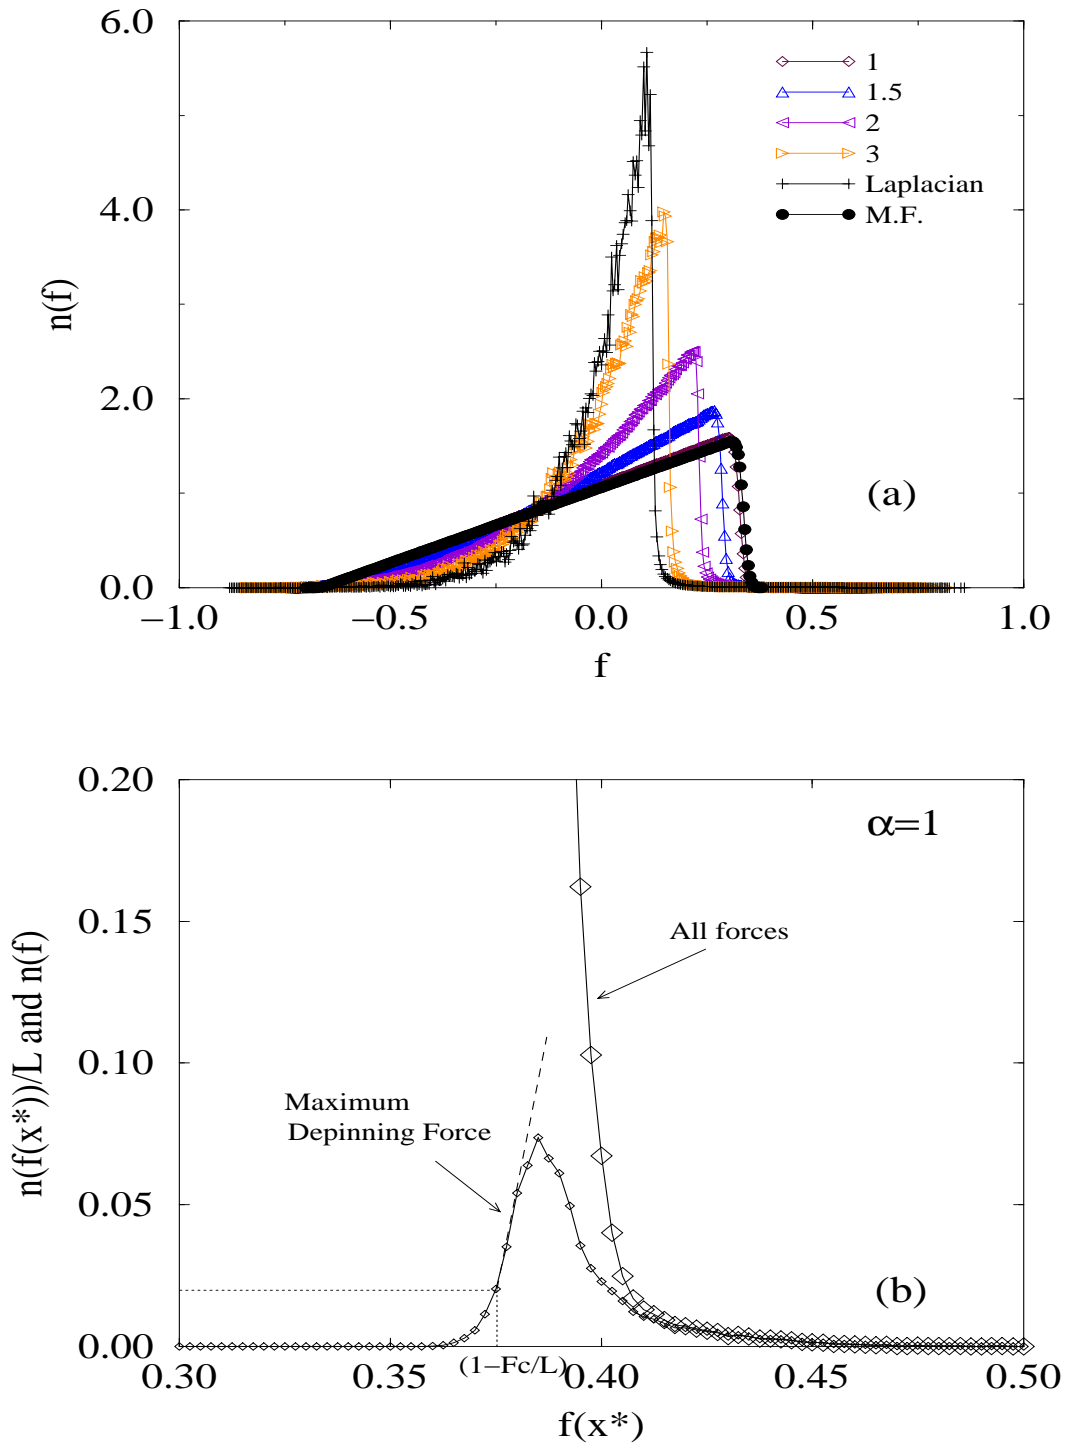 6.0
4.0
2.0
0.0
n(f)
1
1.5
2
3
Laplacian
M.F.
(a)
−1.0
−0.5
0.0
0.5
1.0
f
0.20
0.15
0.10
0.05
0.00
n(f(x*))/L and n(f)
α=1
All forces
Maximum
Depinning Force
(b)
(1−Fc/L)
0.30
0.35
0.40
0.45
0.50
f(x*)